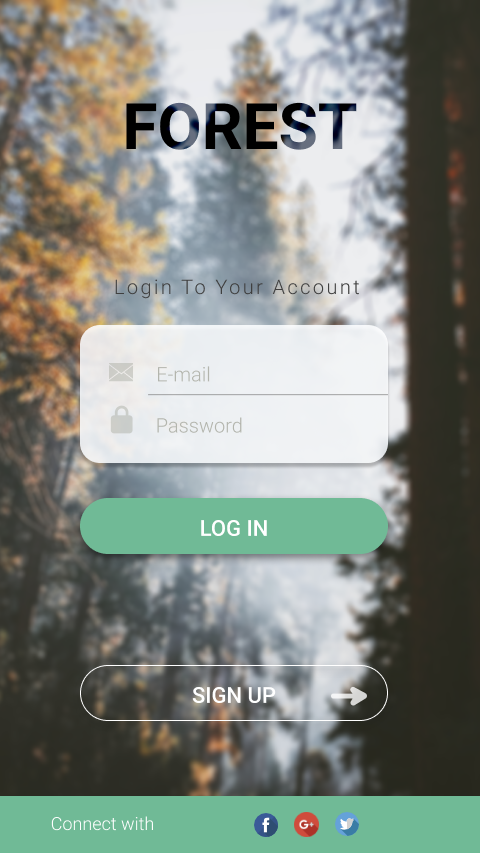 FOREST
Login To Your Account
E-mail
Password
LOG IN
SIGN UP
Connect with
f G+